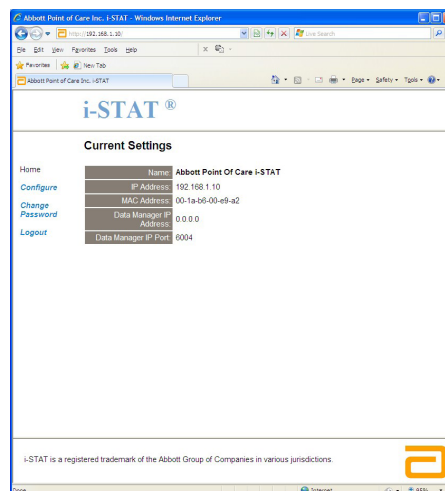 Abbott Point of Care Inc. i-STAT - Windows Internet Explorer
http://192.168.1.10/
Live Search
File Edit View Favorites Tools Help
Favorites New Tab
Abbott Point of Care Inc. i-STAT
Page Safety Tools
i-STAT ®
Current Settings
Home
Configure
Change
Password
Logout
Name: Abbott Point Of Care i-STAT
IP Address: 192.168.1.10
MAC Address: 00-1a-b6-00-e9-a2
Data Manager IP
Address: 0.0.0.0
Data Manager IP Port: 6004
i-STAT is a registered trademark of the Abbott Group of Companies in various jurisdictions.
Done Internet 95%